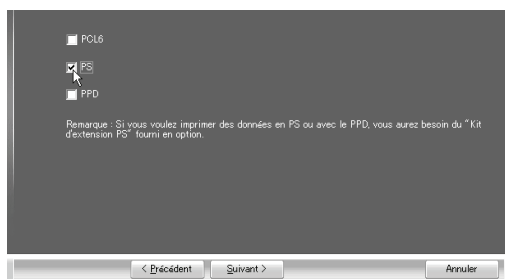 PCL6
PS
PPD
Remarque : Si vous voulez imprimer des données en PS ou avec le PPD, vous aurez besoin du "Kit
d'extension PS" fourni en option.
< Précédent Suivant > Annuler